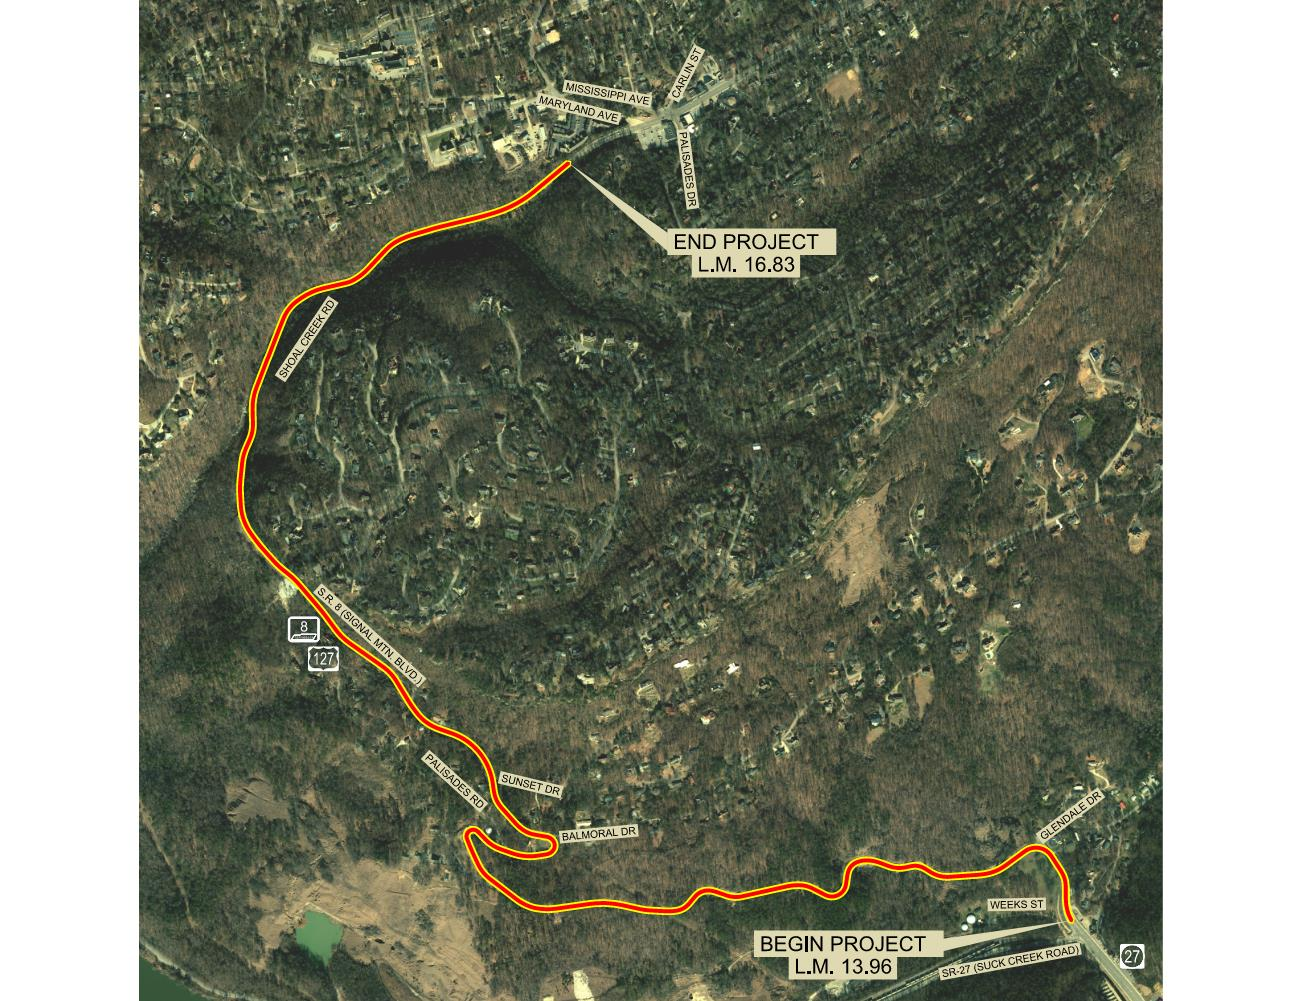 CARLIN ST
MISSISSIPPI AVE
MARYLAND AVE
PALISADES DR
END PROJECT
L.M. 16.83
SHOAL CREEK RD
S.R. 8 (SIGNAL MTN. BLVD.)
8
127
PALISADES RD
SUNSET DR
BALMORAL DR
GLENDALE DR
WEEKS ST
BEGIN PROJECT
L.M. 13.96
SR-27 (SUCK CREEK ROAD)
27